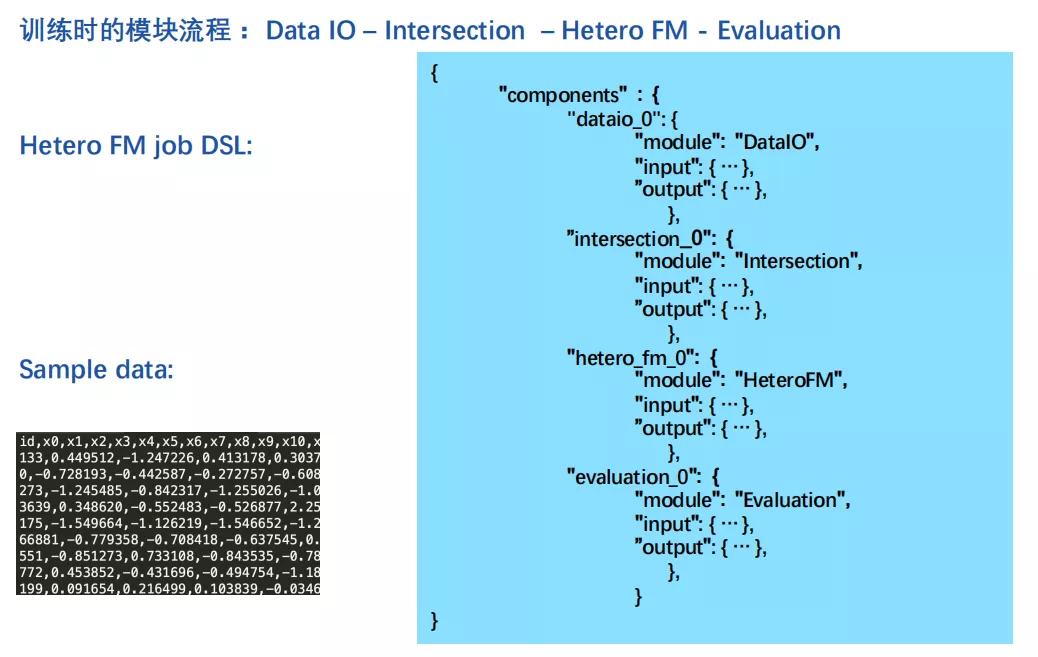 训练时的模块流程 : Data IO – Intersection – Hetero FM - Evaluation
Hetero FM job DSL:
{
"components" : {
"dataio_0": {
"module": "DataIO",
"input": { … },
"output": { … },
},
"intersection_0": {
"module": "Intersection",
"input": { … },
"output": { … },
},
"hetero_fm_0": {
"module": "HeteroFM",
"input": { … },
"output": { … },
},
"evaluation_0": {
"module": "Evaluation",
"input": { … },
"output": { … },
},
}
}
Sample data:
id,x0,x1,x2,x3,x4,x5,x6,x7,x8,x9,x10,x
133,0.449512,-1.247226,0.413178,0.3037
0,-0.728193,-0.442587,-0.272757,-0.608
273,-1.245485,-0.842317,-1.255026,-1.0
3639,0.348620,-0.552483,-0.526877,2.25
175,-1.549664,-1.126219,-1.546652,-1.2
66881,-0.779358,-0.708418,-0.637545,0.
551,-0.851273,0.733108,-0.843535,-0.78
772,0.453852,-0.431696,-0.494754,-1.18
199,0.091654,0.216499,0.103839,-0.0346